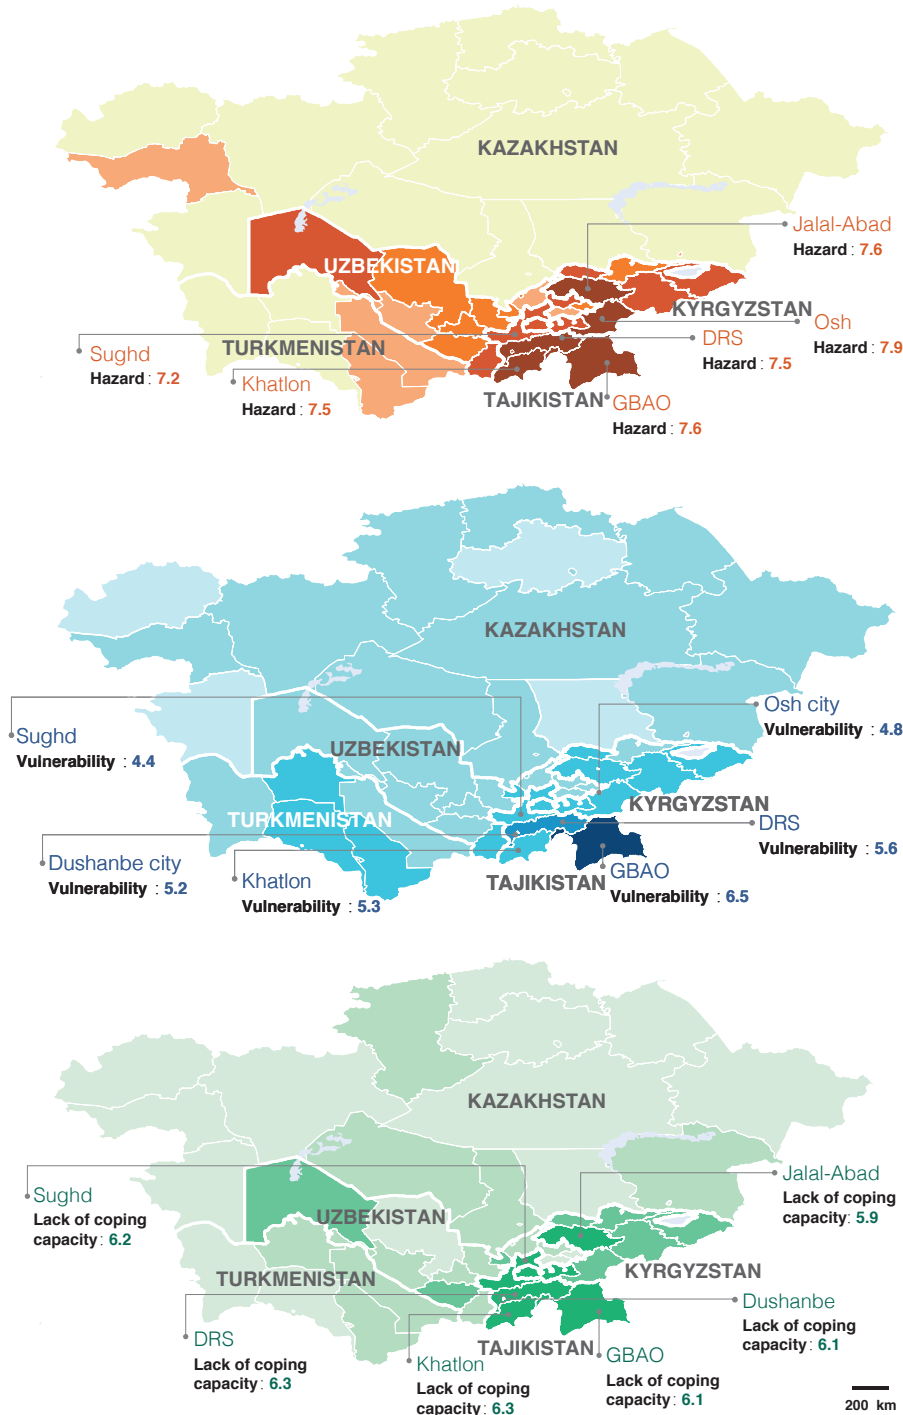 KAZAKHSTAN
Jalal-Abad
Hazard : 7.6
UZBEKISTAN
KYRGYZSTAN
Osh
Hazard : 7.9
DRS
Hazard : 7.5
Sughd
Hazard : 7.2
TURKMENISTAN
Khatlon
Hazard : 7.5
TAJIKISTAN
GBAO
Hazard : 7.6
KAZAKHSTAN
Osh city
Vulnerability : 4.8
Sughd
Vulnerability : 4.4
UZBEKISTAN
KYRGYZSTAN
TURKMENISTAN
DRS
Vulnerability : 5.6
Dushanbe city
Vulnerability : 5.2
Khatlon
Vulnerability : 5.3
TAJIKISTAN
GBAO
Vulnerability : 6.5
KAZAKHSTAN
Jalal-Abad
Lack of coping
capacity : 5.9
Sughd
Lack of coping
capacity : 6.2
UZBEKISTAN
KYRGYZSTAN
TURKMENISTAN
Dushanbe
Lack of coping
capacity : 6.1
DRS
Lack of coping
capacity : 6.3
TAJIKISTAN
Khatlon
Lack of coping
capacity : 6.3
GBAO
Lack of coping
capacity : 6.1
200 km